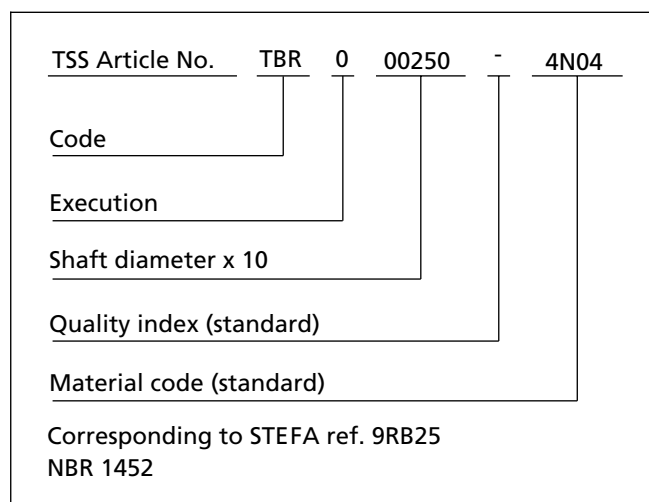 TSS Article No. TBR 0 00250 - 4N04
Code
Execution
Shaft diameter x 10
Quality index (standard)
Material code (standard)
Corresponding to STEFA ref. 9RB25
NBR 1452